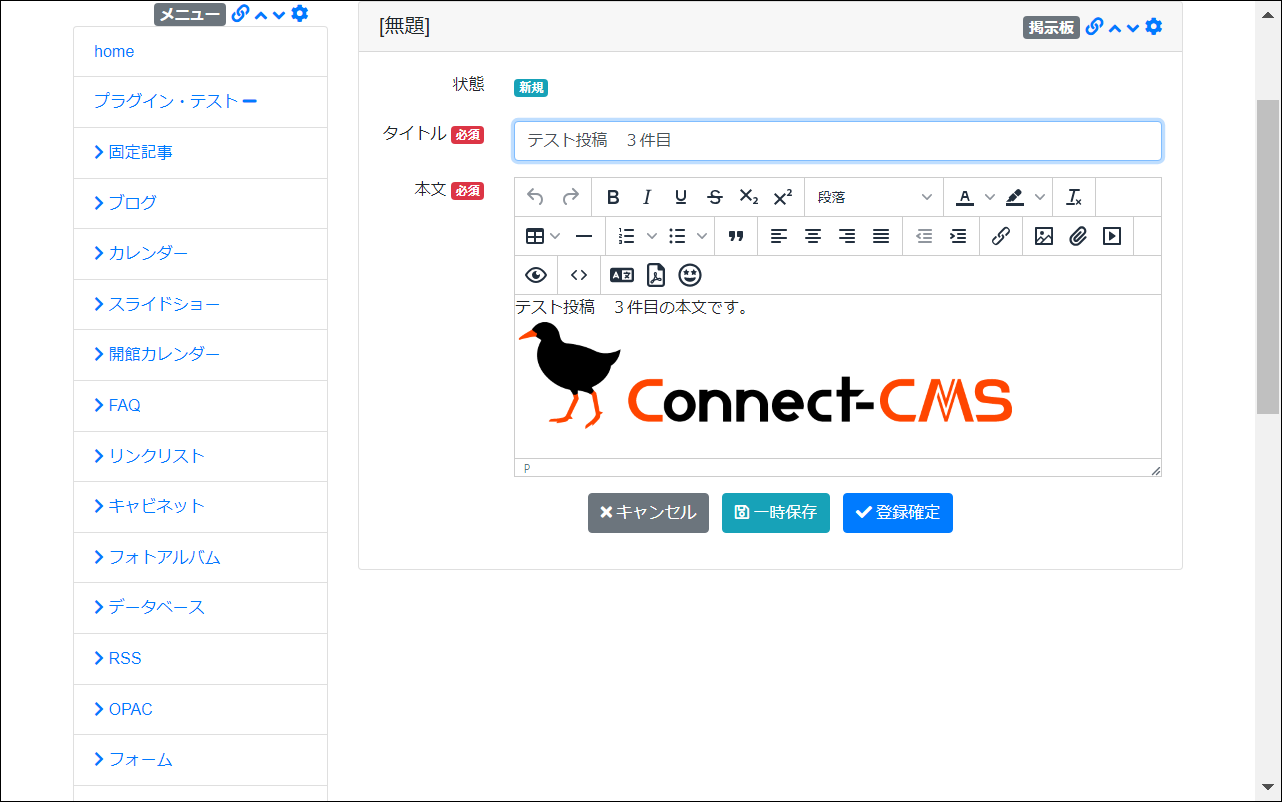 メニュー
home
プラグイン・テスト
固定記事
ブログ
カレンダー
スライドショー
開館カレンダー
FAQ
リンクリスト
キャビネット
フォトアルバム
データベース
RSS
OPAC
フォーム
[無題]
掲示板
状態 新規
タイトル 必須 テスト投稿　３件目
本文 必須
B I U S X₂ X² 段落 A
テスト投稿　３件目の本文です。
Connect-CMS
P
キャンセル 一時保存 登録確定